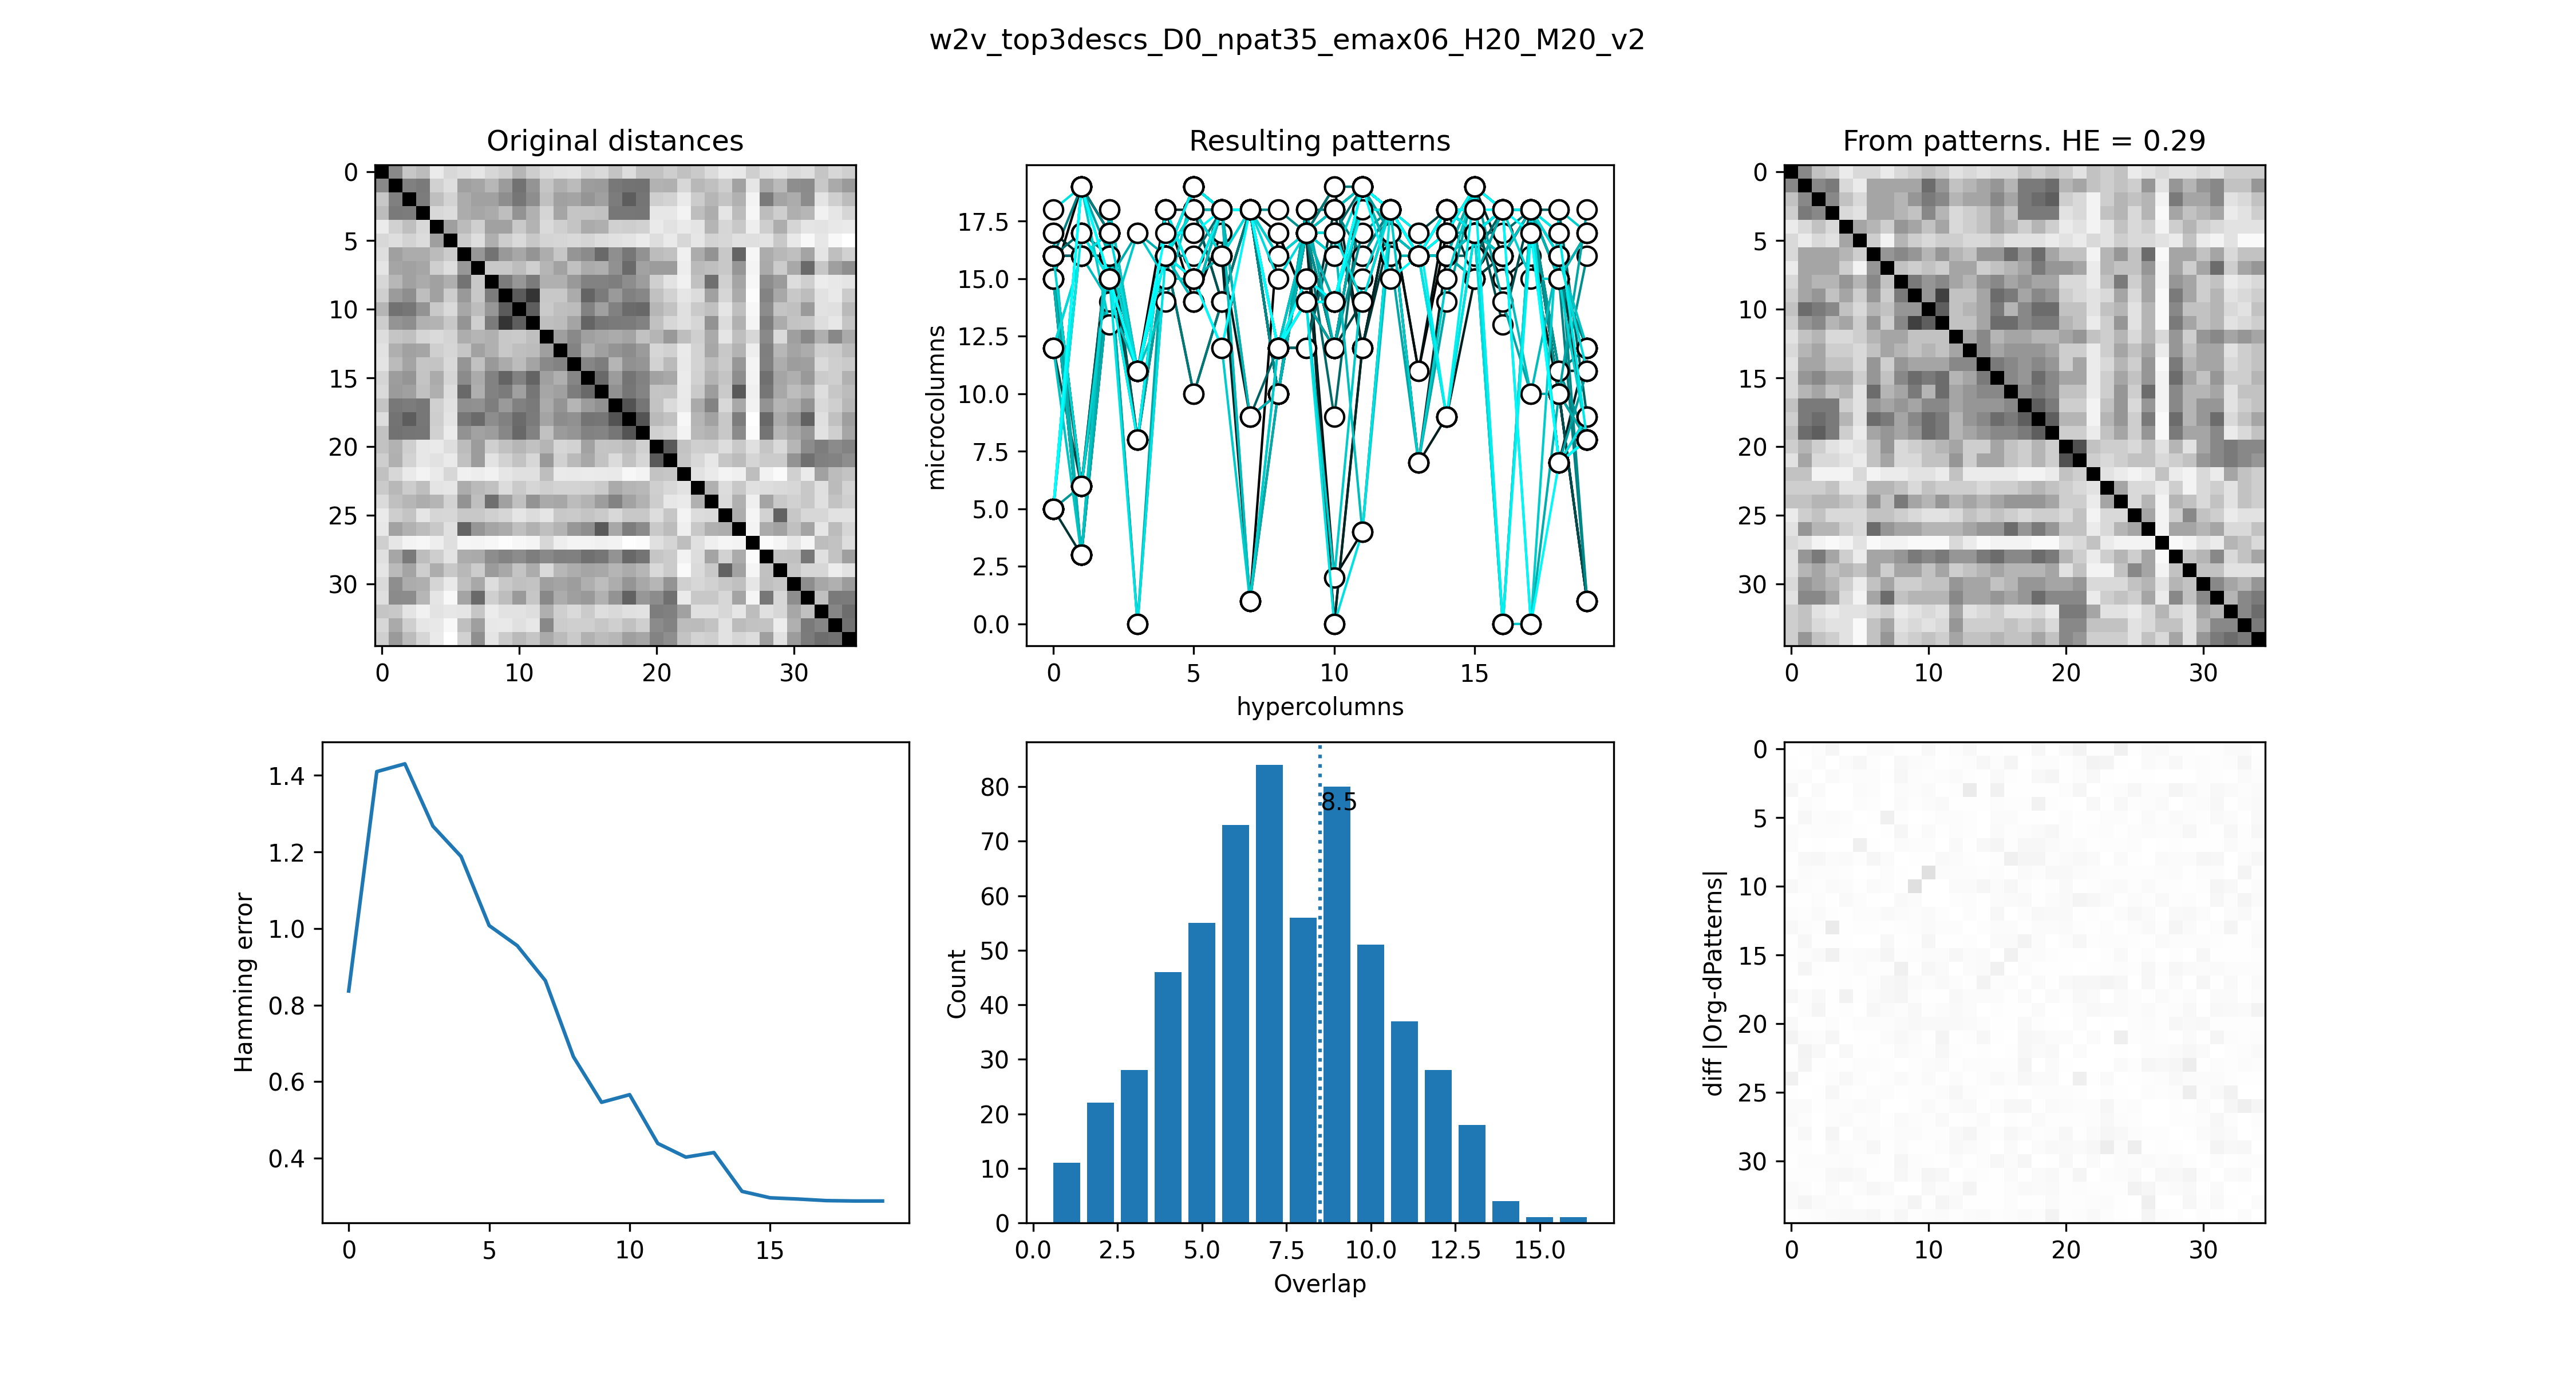 w2v_top3descs_D0_npat35_emax06_H20_M20_v2
Original distances
0
5
10
15
20
25
30
0 10 20 30
Resulting patterns
microcolumns
17.5
15.0
12.5
10.0
7.5
5.0
2.5
0.0
0 5 10 15
hypercolumns
From patterns. HE = 0.29
0
5
10
15
20
25
30
0 10 20 30
Hamming error
1.4
1.2
1.0
0.8
0.6
0.4
0 5 10 15
Count
80
70
60
50
40
30
20
10
0
8.5
0.0 2.5 5.0 7.5 10.0 12.5 15.0
Overlap
diff |Org-dPatterns|
0
5
10
15
20
25
30
0 10 20 30